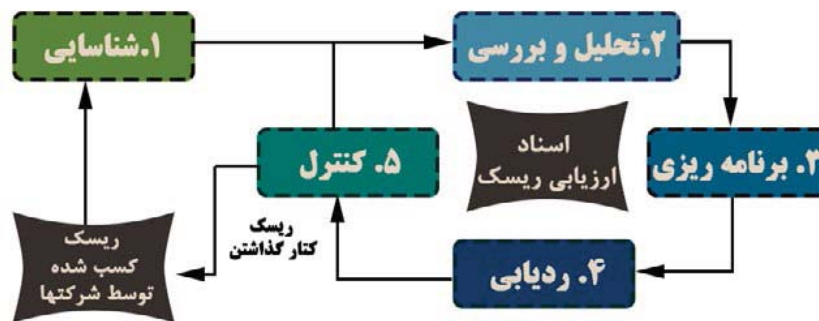 ۱.شناسایی
۲.تحلیل و بررسی
۳. برنامه ریزی
۴. ردیابی
۵. کنترل
اسناد
ارزیابی ریسک
ریسک
کتار گذاشتن
ریسک
کسب شده
توسط شرکتها